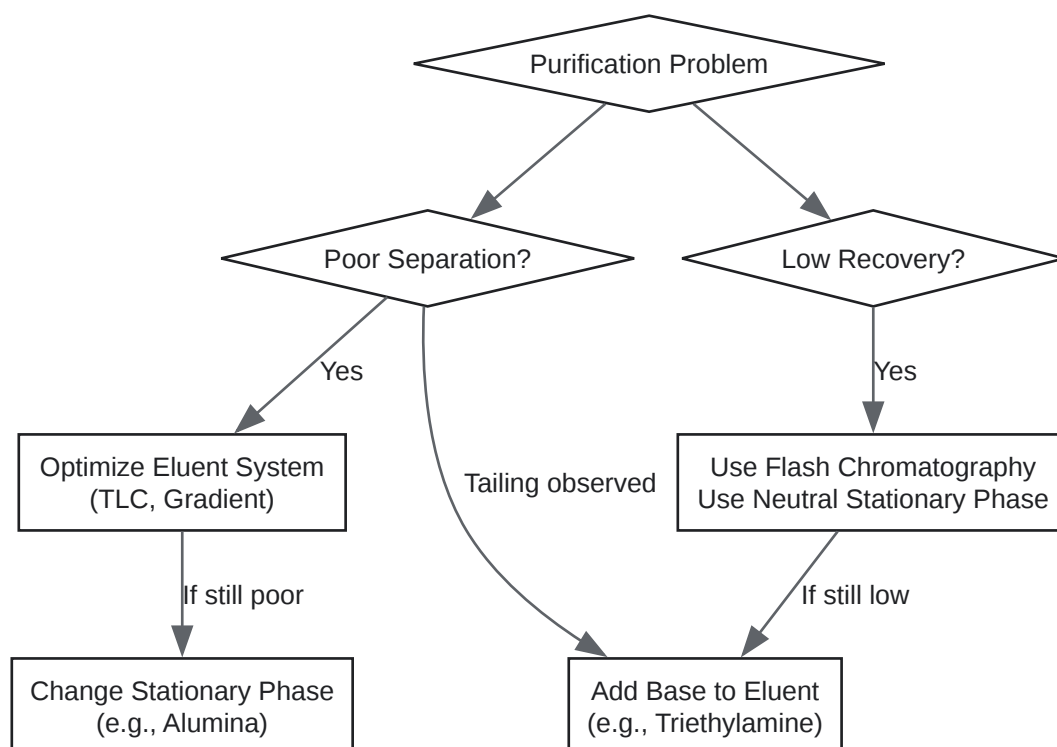 Purification Problem
Poor Separation?
Low Recovery?
Yes
Yes
Optimize Eluent System
(TLC, Gradient)
Tailing observed
Use Flash Chromatography
Use Neutral Stationary Phase
If still poor
If still low
Change Stationary Phase
(e.g., Alumina)
Add Base to Eluent
(e.g., Triethylamine)